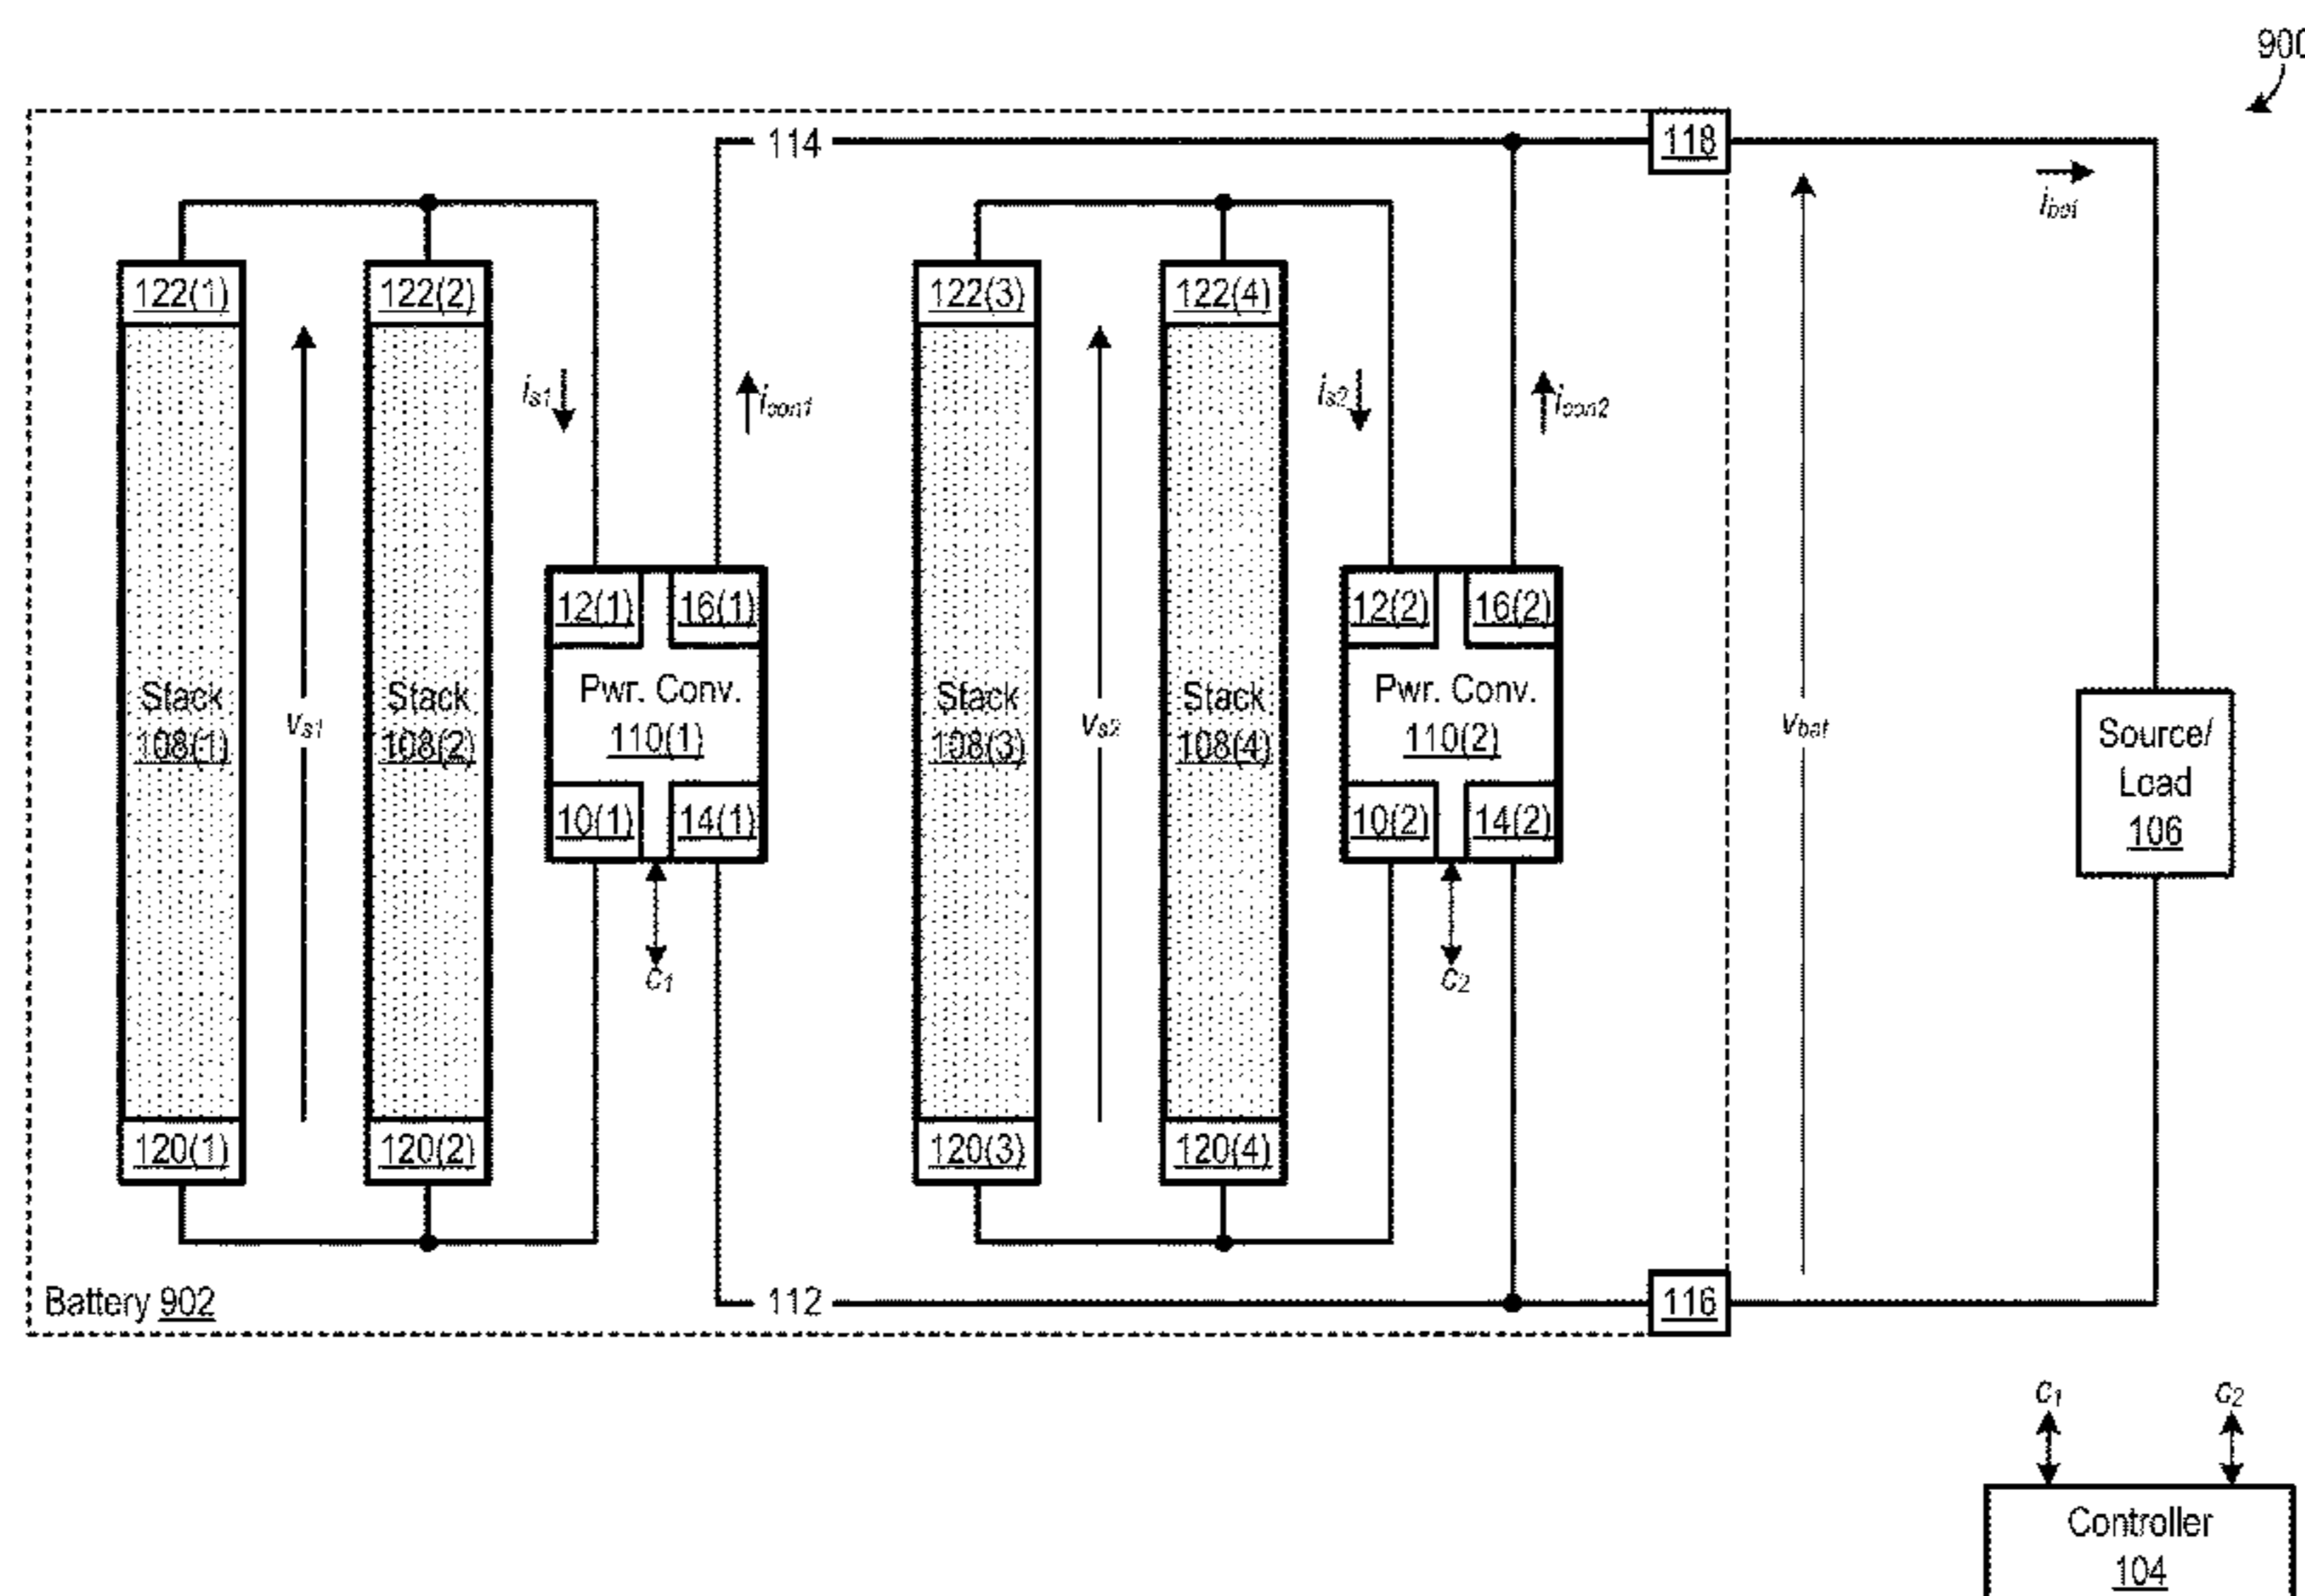 900
114
118
i_bat
122(1)
122(2)
122(3)
122(4)
i_s1
i_con1
i_s2
i_con2
12(1)
16(1)
12(2)
16(2)
Stack
108(1)
v_s1
Stack
108(2)
Pwr. Conv.
110(1)
Stack
108(3)
v_s2
Stack
108(4)
Pwr. Conv.
110(2)
v_bat
Source/
Load
106
10(1)
14(1)
10(2)
14(2)
c_1
c_2
120(1)
120(2)
120(3)
120(4)
Battery 902
112
116
c_1
c_2
Controller
104